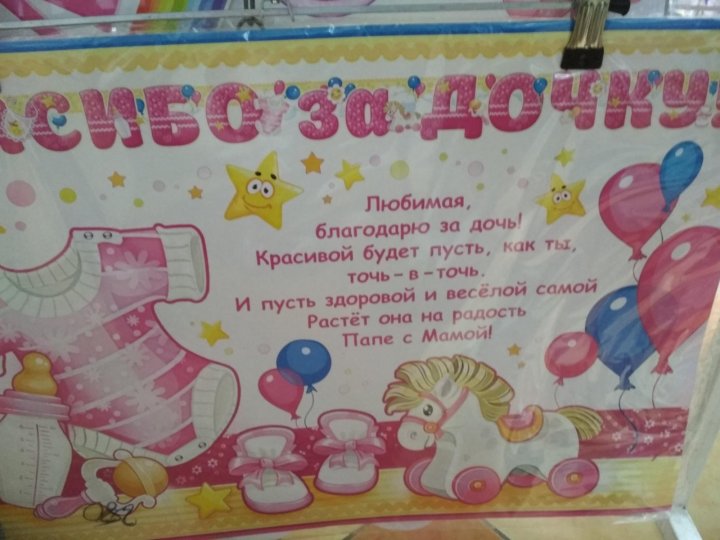 АСИБО за ДОЧКУ
Любимая,
благодарю за дочь!
Красивой будет пусть, как ты,
точь-в-точь.
И пусть здоровой и весёлой самой
Растёт она на радость
Папе с Мамой!